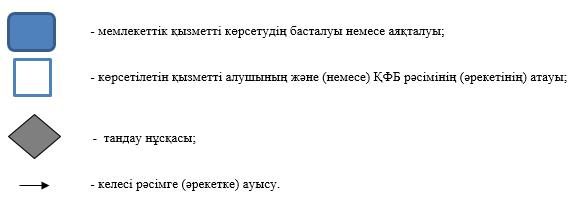 - мемлекеттік қызметті көрсетудің басталуы немесе аяқталуы;
- көрсетілетін қызметті алушының және (немесе) ҚФБ рәсімінің (әрекетінің) атауы;
- тандау нұсқасы;
- келесі рәсімге (әрекетке) ауысу.